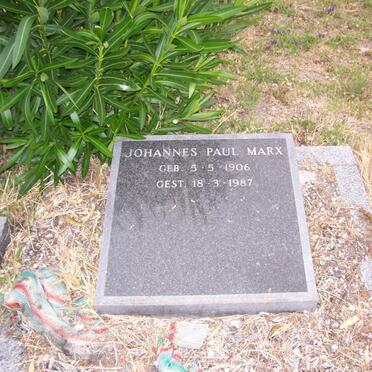 JOHANNES PAUL MARX
GEB. 5·5·1906
GEST. 18·3·1987